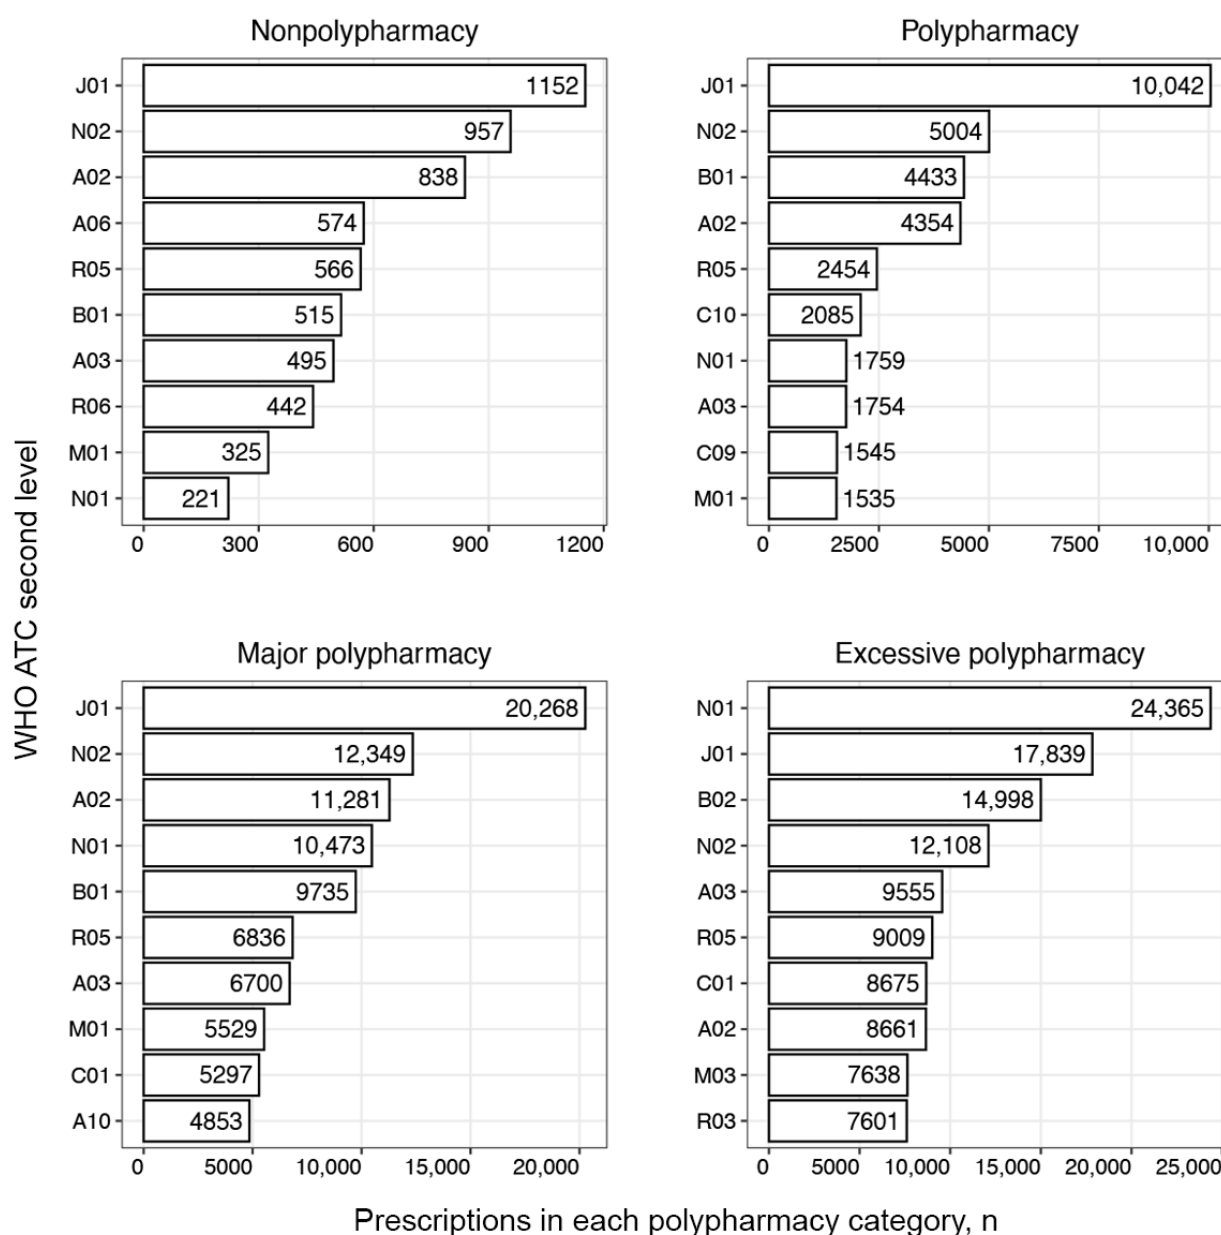 Nonpolypharmacy
J01 1152
N02 957
A02 838
A06 574
R05 566
B01 515
A03 495
R06 442
M01 325
N01 221
0 300 600 900 1200
Polypharmacy
J01 10,042
N02 5004
B01 4433
A02 4354
R05 2454
C10 2085
N01 1759
A03 1754
C09 1545
M01 1535
0 2500 5000 7500 10,000
WHO ATC second level
Major polypharmacy
J01 20,268
N02 12,349
A02 11,281
N01 10,473
B01 9735
R05 6836
A03 6700
M01 5529
C01 5297
A10 4853
0 5000 10,000 15,000 20,000
Excessive polypharmacy
N01 24,365
J01 17,839
B02 14,998
N02 12,108
A03 9555
R05 9009
C01 8675
A02 8661
M03 7638
R03 7601
0 5000 10,000 15,000 20,000 25,000
Prescriptions in each polypharmacy category, n